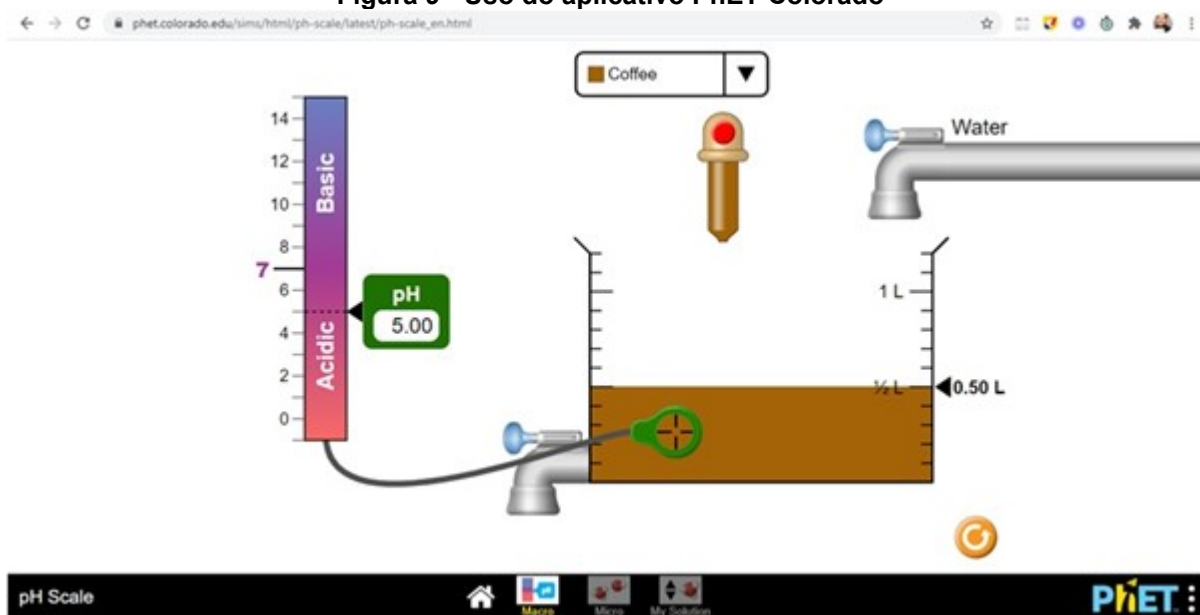 Figura 6 - Uso do aplicativo PhET Colorado
phet.colorado.edu/sims/html/ph-scale/latest/ph-scale_en.html
Coffee
Water
14
12
10
8
7
6
4
2
0
Basic
Acidic
pH
5.00
1 L
½ L
0.50 L
pH Scale
Macro
Micro
My Solution
PhET